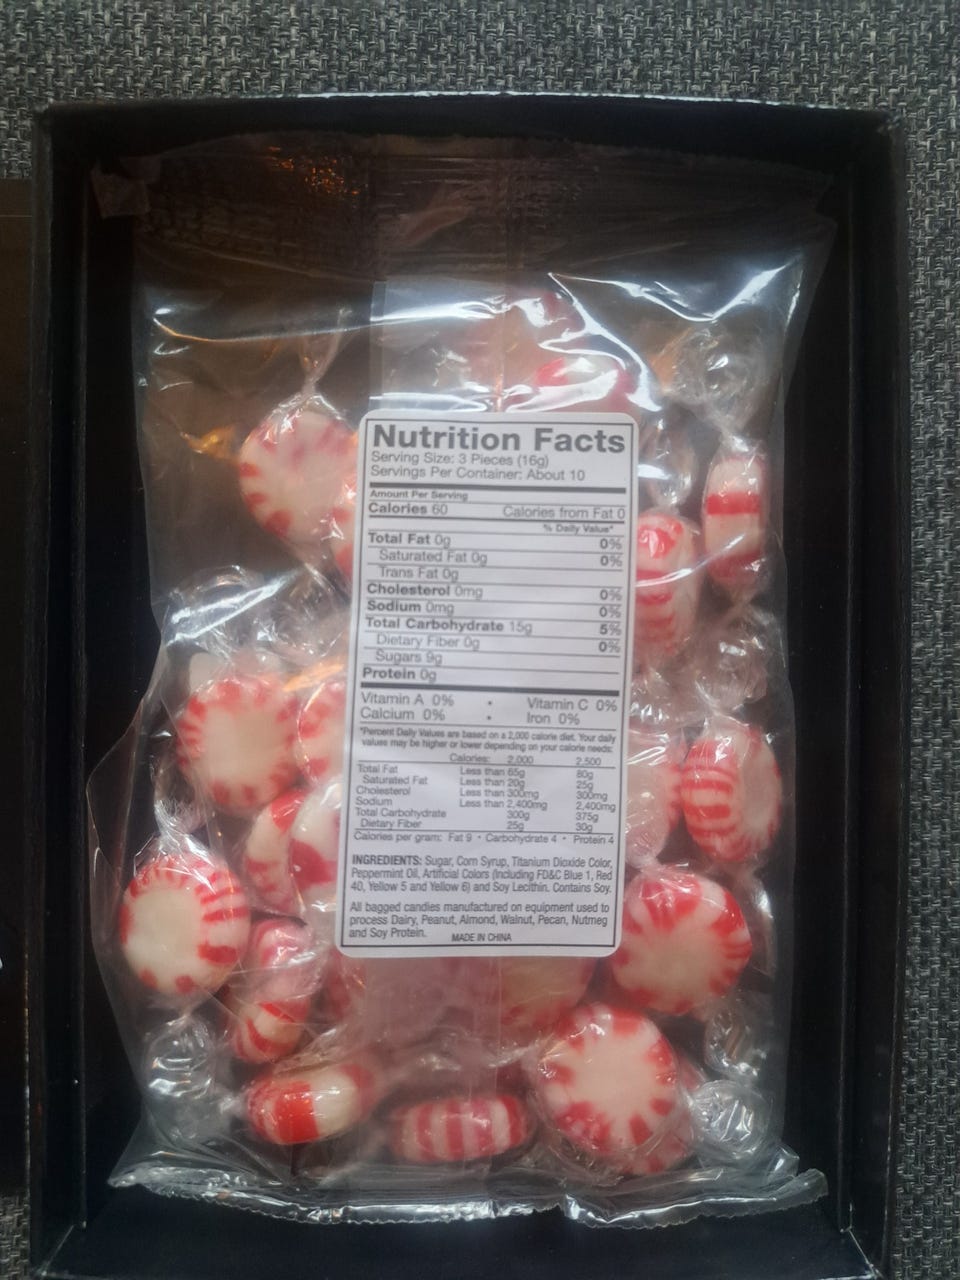 Nutrition Facts
Serving Size: 3 Pieces (16g)
Servings Per Container: About 10
Amount Per Serving
Calories 60 Calories from Fat 0
% Daily Value*
Total Fat 0g 0%
Saturated Fat 0g 0%
Trans Fat 0g
Cholesterol 0mg 0%
Sodium 0mg 0%
Total Carbohydrate 15g 5%
Dietary Fiber 0g 0%
Sugars 9g
Protein 0g
Vitamin A 0% • Vitamin C 0%
Calcium 0% • Iron 0%
*Percent Daily Values are based on a 2,000 calorie diet. Your daily
values may be higher or lower depending on your calorie needs:
Calories: 2,000 2,500
Total Fat Less than 65g 80g
Saturated Fat Less than 20g 25g
Cholesterol Less than 300mg 300mg
Sodium Less than 2,400mg 2,400mg
Total Carbohydrate 300g 375g
Dietary Fiber 25g 30g
Calories per gram: Fat 9 • Carbohydrate 4 • Protein 4
INGREDIENTS: Sugar, Corn Syrup, Titanium Dioxide Color,
Peppermint Oil, Artificial Colors (Including FD&C Blue 1, Red
40, Yellow 5 and Yellow 6) and Soy Lecithin. Contains Soy.
All bagged candies manufactured on equipment used to
process Dairy, Peanut, Almond, Walnut, Pecan, Nutmeg
and Soy Protein. MADE IN CHINA